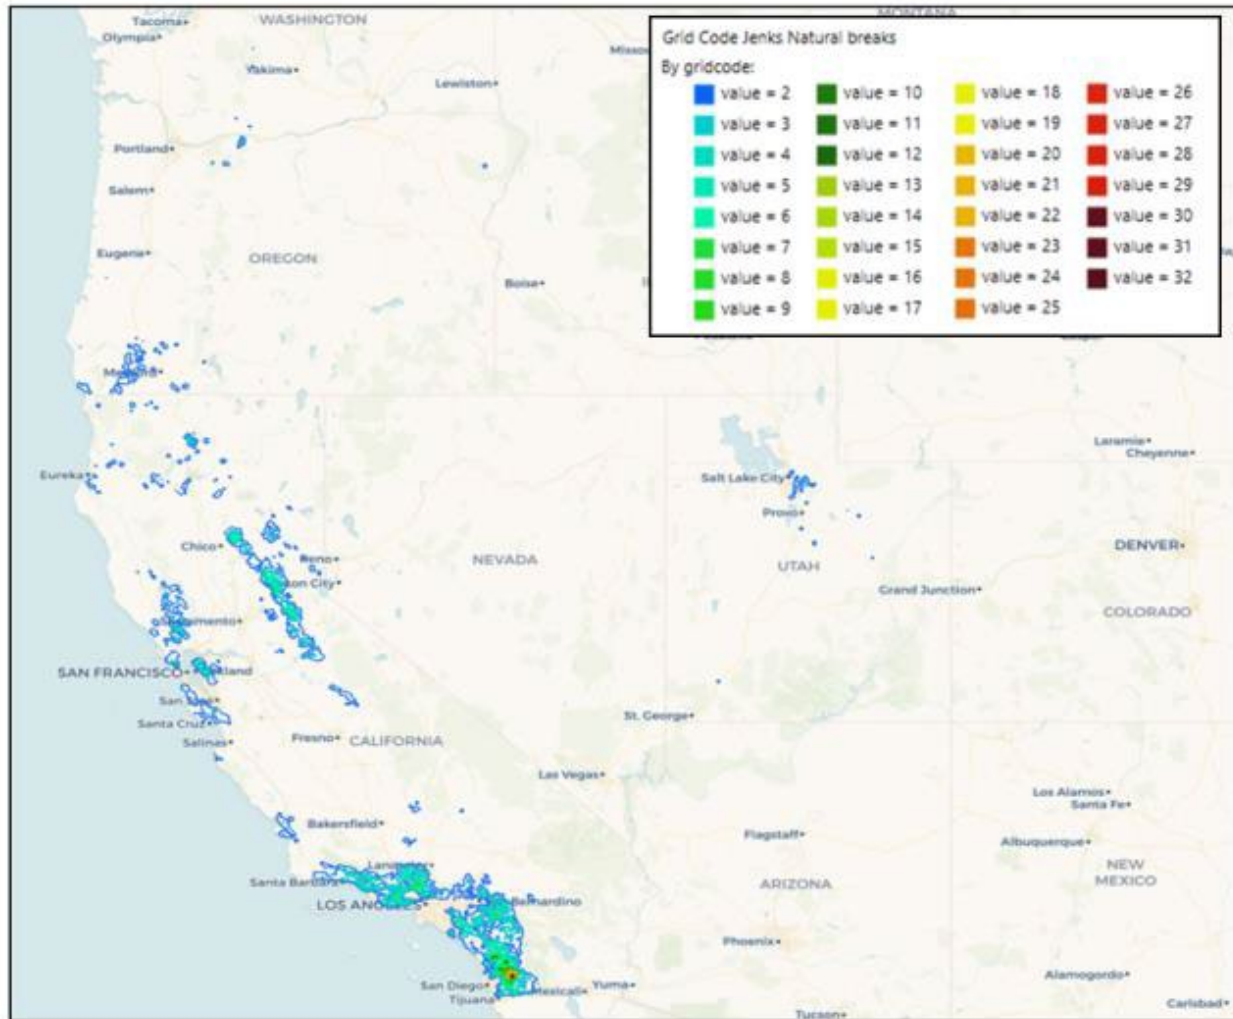 Tacoma
WASHINGTON
MONTANA
Olympia
Yakima
Lewiston
Portland
Salem
Eugene
OREGON
Boise
Eureka
Chico
Reno
NEVADA
Salt Lake City
Provo
UTAH
Laramie
Cheyenne
DENVER
Grand Junction
COLORADO
SAN FRANCISCO
Santa Cruz
Salinas
Fresno
CALIFORNIA
St. George
Las Vegas
Los Alamos
Santa Fe
Bakersfield
Flagstaff
Albuquerque
Santa Barbara
NEW
MEXICO
ARIZONA
LOS ANGELES
Bernardino
Phoenix
San Diego
Tijuana
Mexicali
Yuma
Alamogordo
Tucson
Carlsbad
Grid Code Jenks Natural breaks
By gridcode:
value = 2
value = 3
value = 4
value = 5
value = 6
value = 7
value = 8
value = 9
value = 10
value = 11
value = 12
value = 13
value = 14
value = 15
value = 16
value = 17
value = 18
value = 19
value = 20
value = 21
value = 22
value = 23
value = 24
value = 25
value = 26
value = 27
value = 28
value = 29
value = 30
value = 31
value = 32